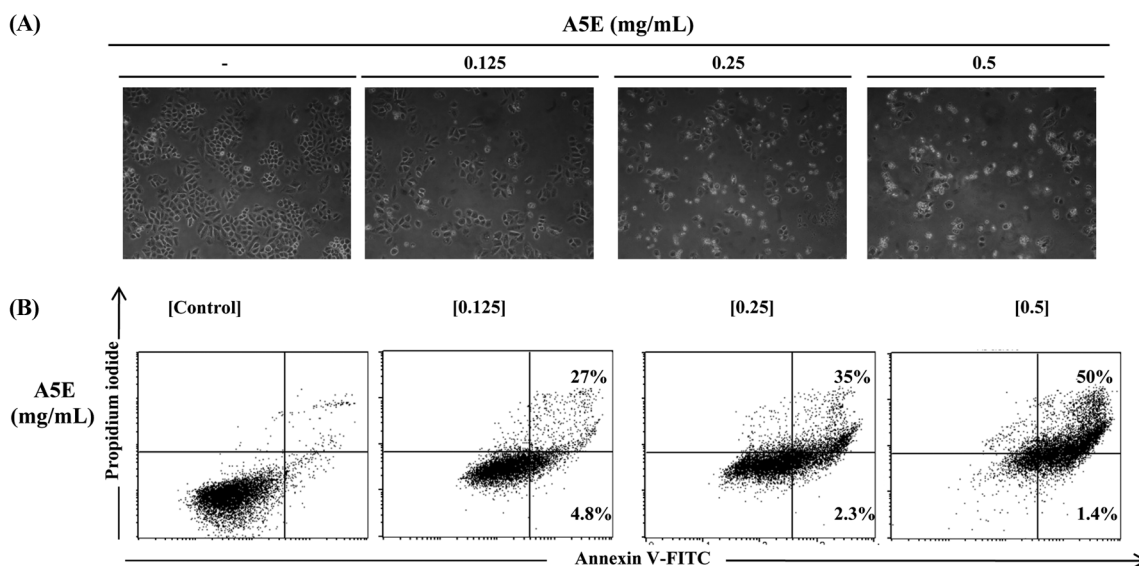 (A)
A5E (mg/mL)
- 0.125 0.25 0.5
(B)
[Control] [0.125] [0.25] [0.5]
A5E
(mg/mL)
Propidium iodide
27% 35% 50%
4.8% 2.3% 1.4%
Annexin V-FITC